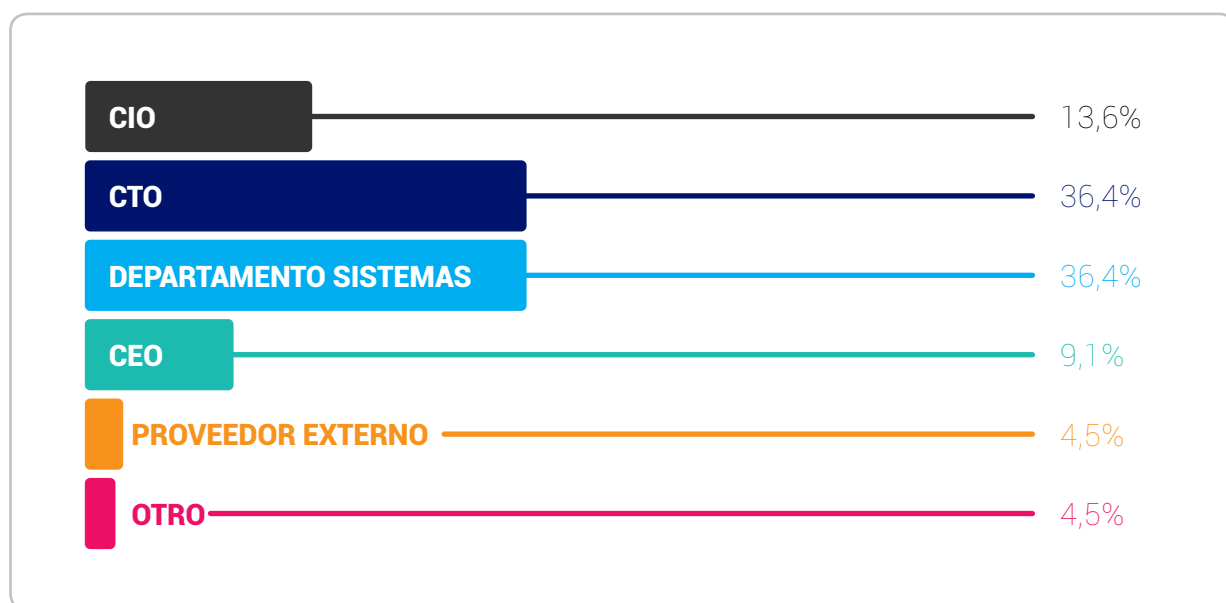 CIO 13,6%
CTO 36,4%
DEPARTAMENTO SISTEMAS 36,4%
CEO 9,1%
PROVEEDOR EXTERNO 4,5%
OTRO 4,5%